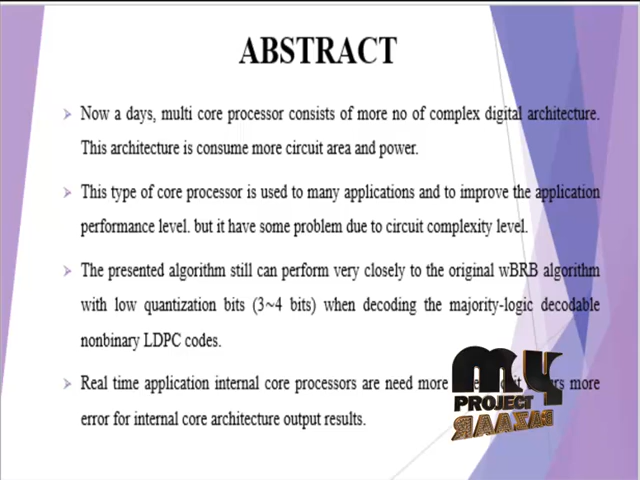 ABSTRACT
Now a days, multi core processor consists of more no of complex digital architecture.
This architecture is consume more circuit area and power.
This type of core processor is used to many applications and to improve the application
performance level. but it have some problem due to circuit complexity level.
The presented algorithm still can perform very closely to the original wBRB algorithm
with low quantization bits (3~4 bits) when decoding the majority-logic decodable
nonbinary LDPC codes.
Real time application internal core processors are need more more
error for internal core architecture output results.
MY
PROJECT
BAZAAR